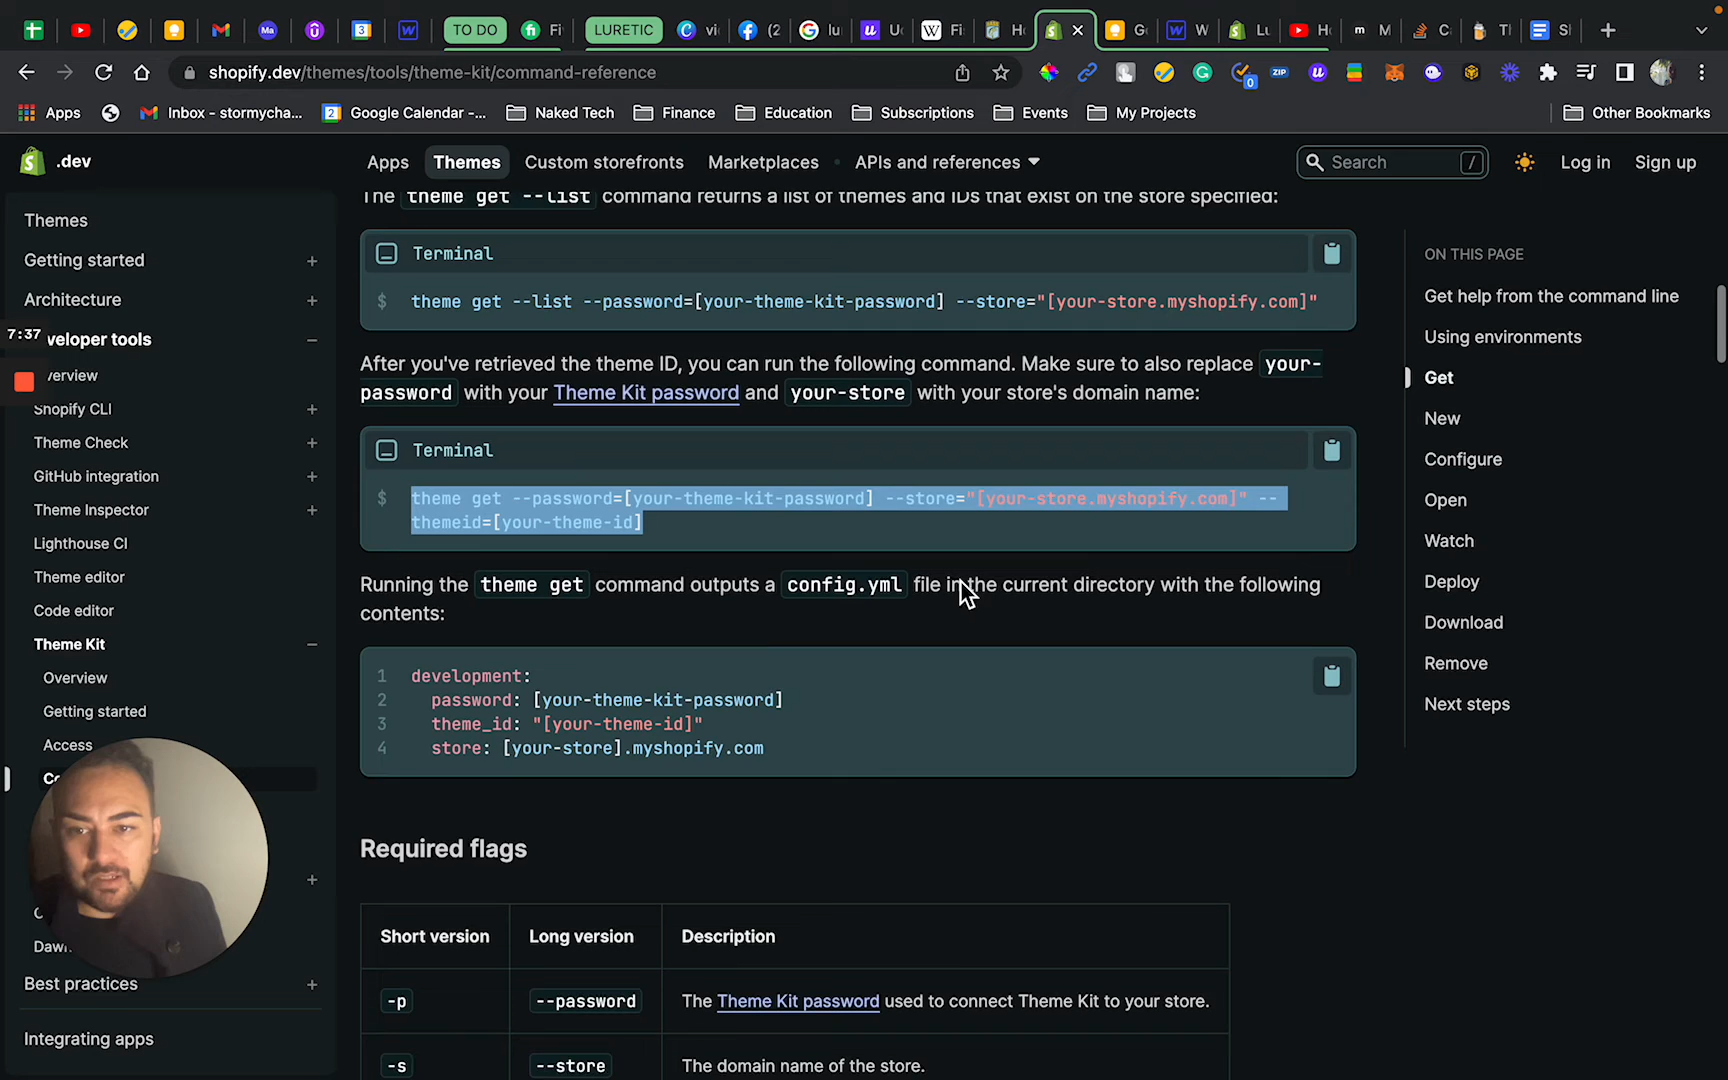 TO DO
Fi
LURETIC
vi
(2
lu
Uc
Fi
H
G
W
Lu
H
M
C
T
S
shopify.dev/themes/tools/theme-kit/command-reference
Apps
Inbox - stormycha...
Google Calendar -...
Naked Tech
Finance
Education
Subscriptions
Events
My Projects
Other Bookmarks
.dev
Apps
Themes
Custom storefronts
Marketplaces
APIs and references
Search
/
Log in
Sign up
Themes
Getting started
Architecture
7:37
veloper tools
verview
Shopify CLI
Theme Check
GitHub integration
Theme Inspector
Lighthouse CI
Theme editor
Code editor
Theme Kit
Overview
Getting started
Access
Co
Dawn
Best practices
Integrating apps
The theme get --list command returns a list of themes and IDs that exist on the store specified:
Terminal
$ theme get --list --password=[your-theme-kit-password] --store="[your-store.myshopify.com]"
After you've retrieved the theme ID, you can run the following command. Make sure to also replace your-
password with your Theme Kit password and your-store with your store's domain name:
Terminal
$ theme get --password=[your-theme-kit-password] --store="[your-store.myshopify.com]" --
themeid=[your-theme-id]
Running the theme get command outputs a config.yml file in the current directory with the following
contents:
1 development:
2 password: [your-theme-kit-password]
3 theme_id: "[your-theme-id]"
4 store: [your-store].myshopify.com
Required flags
Short version Long version Description
-p --password The Theme Kit password used to connect Theme Kit to your store.
-s --store The domain name of the store.
ON THIS PAGE
Get help from the command line
Using environments
Get
New
Configure
Open
Watch
Deploy
Download
Remove
Next steps